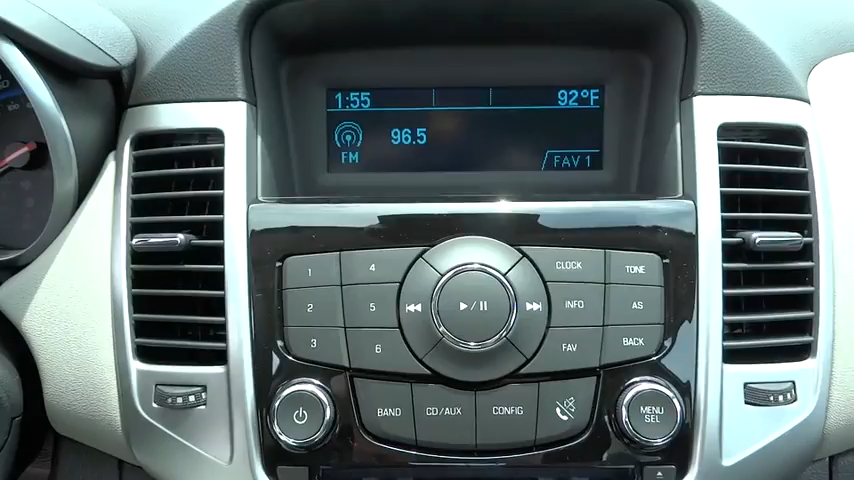 1:55 92°F
96.5
FM FAV 1
1 4 CLOCK TONE
2 5 INFO AS
3 6 FAV BACK
BAND CD/AUX CONFIG
MENU
SEL